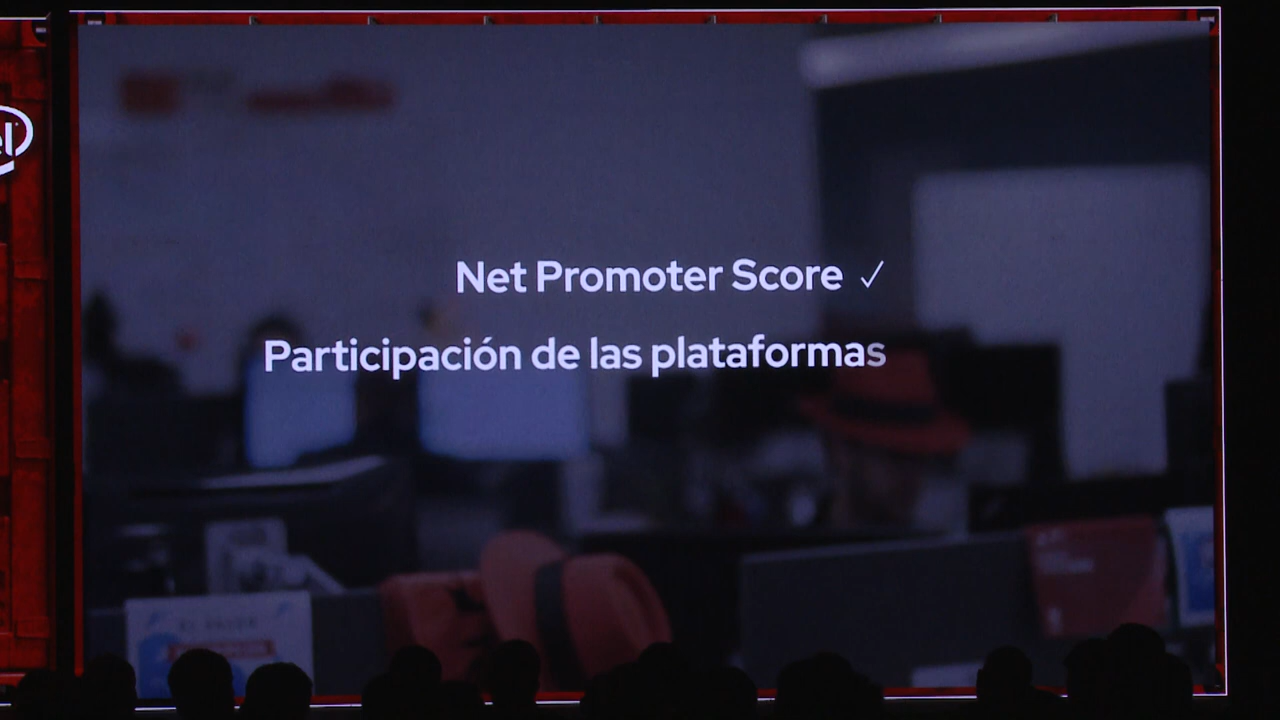 Net Promoter Score ✓
Participación de las plataformas